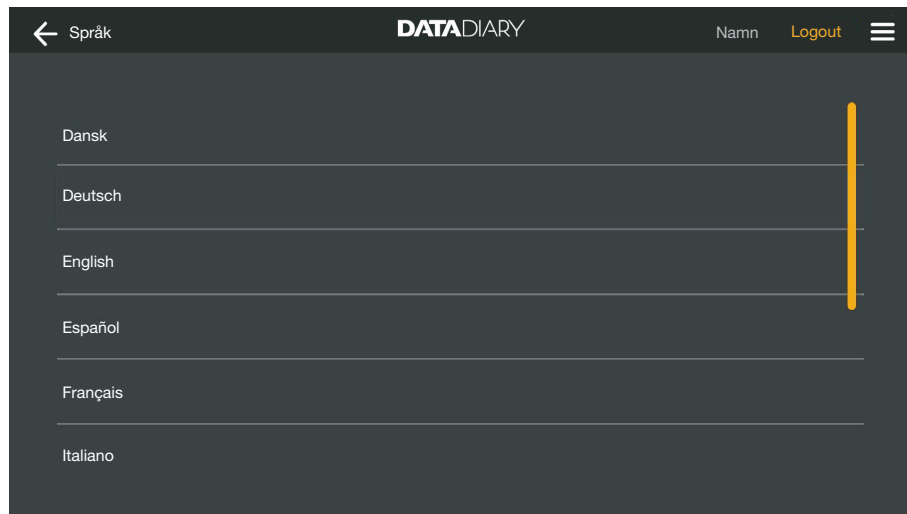 Språk DATADIARY Namn Logout
Dansk
Deutsch
English
Español
Français
Italiano